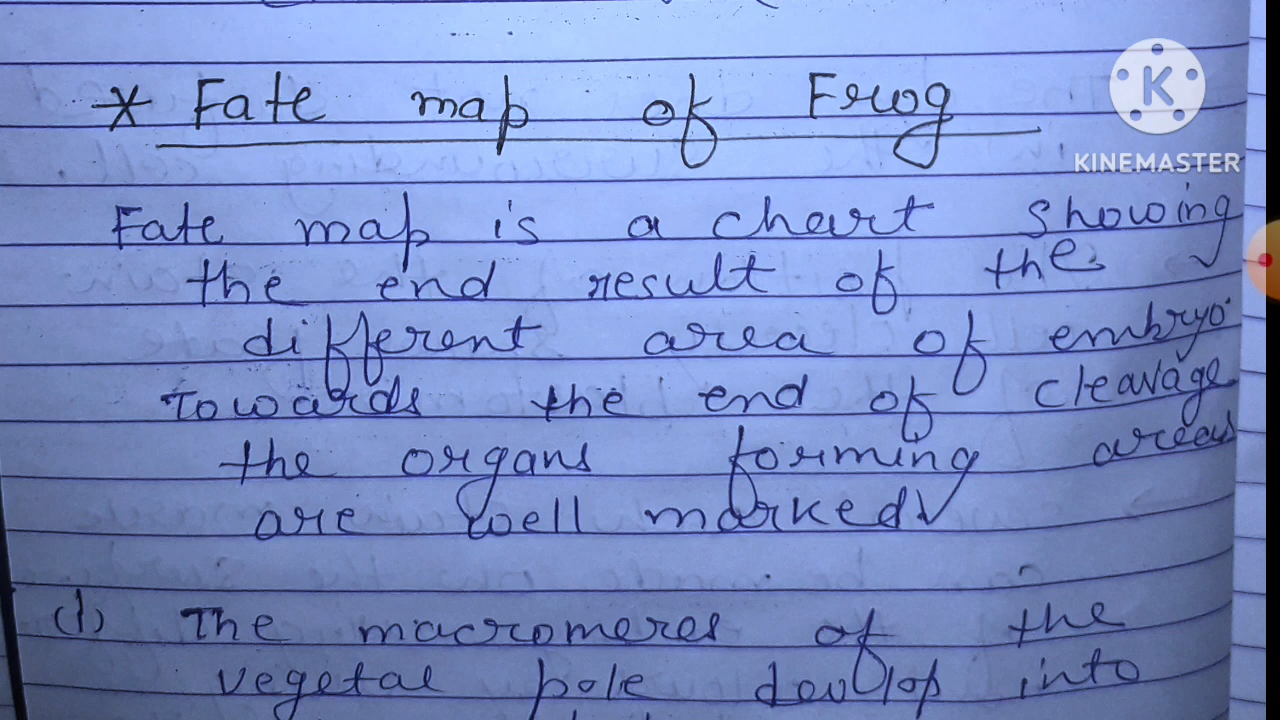 * Fate map of Frog
Fate map is a chart showing
the end result of the
different area of embryo.
Towards the end of cleavage
the organs forming areas
are well marked
(1) The macromeres of the
vegetal pole devlop into
K
KINEMASTER